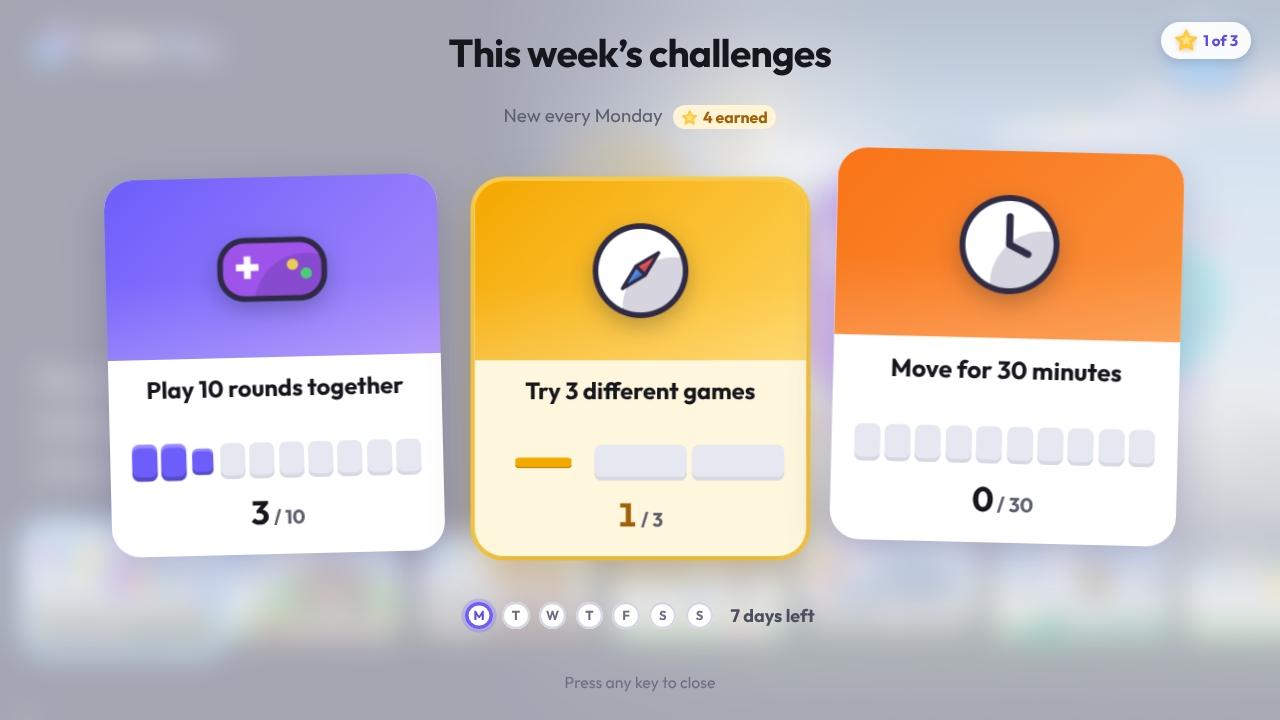 This week's challenges
1 of 3
New every Monday
4 earned
Play 10 rounds together
3 / 10
Try 3 different games
1 / 3
Move for 30 minutes
0 / 30
M T W T F S S
7 days left
Press any key to close